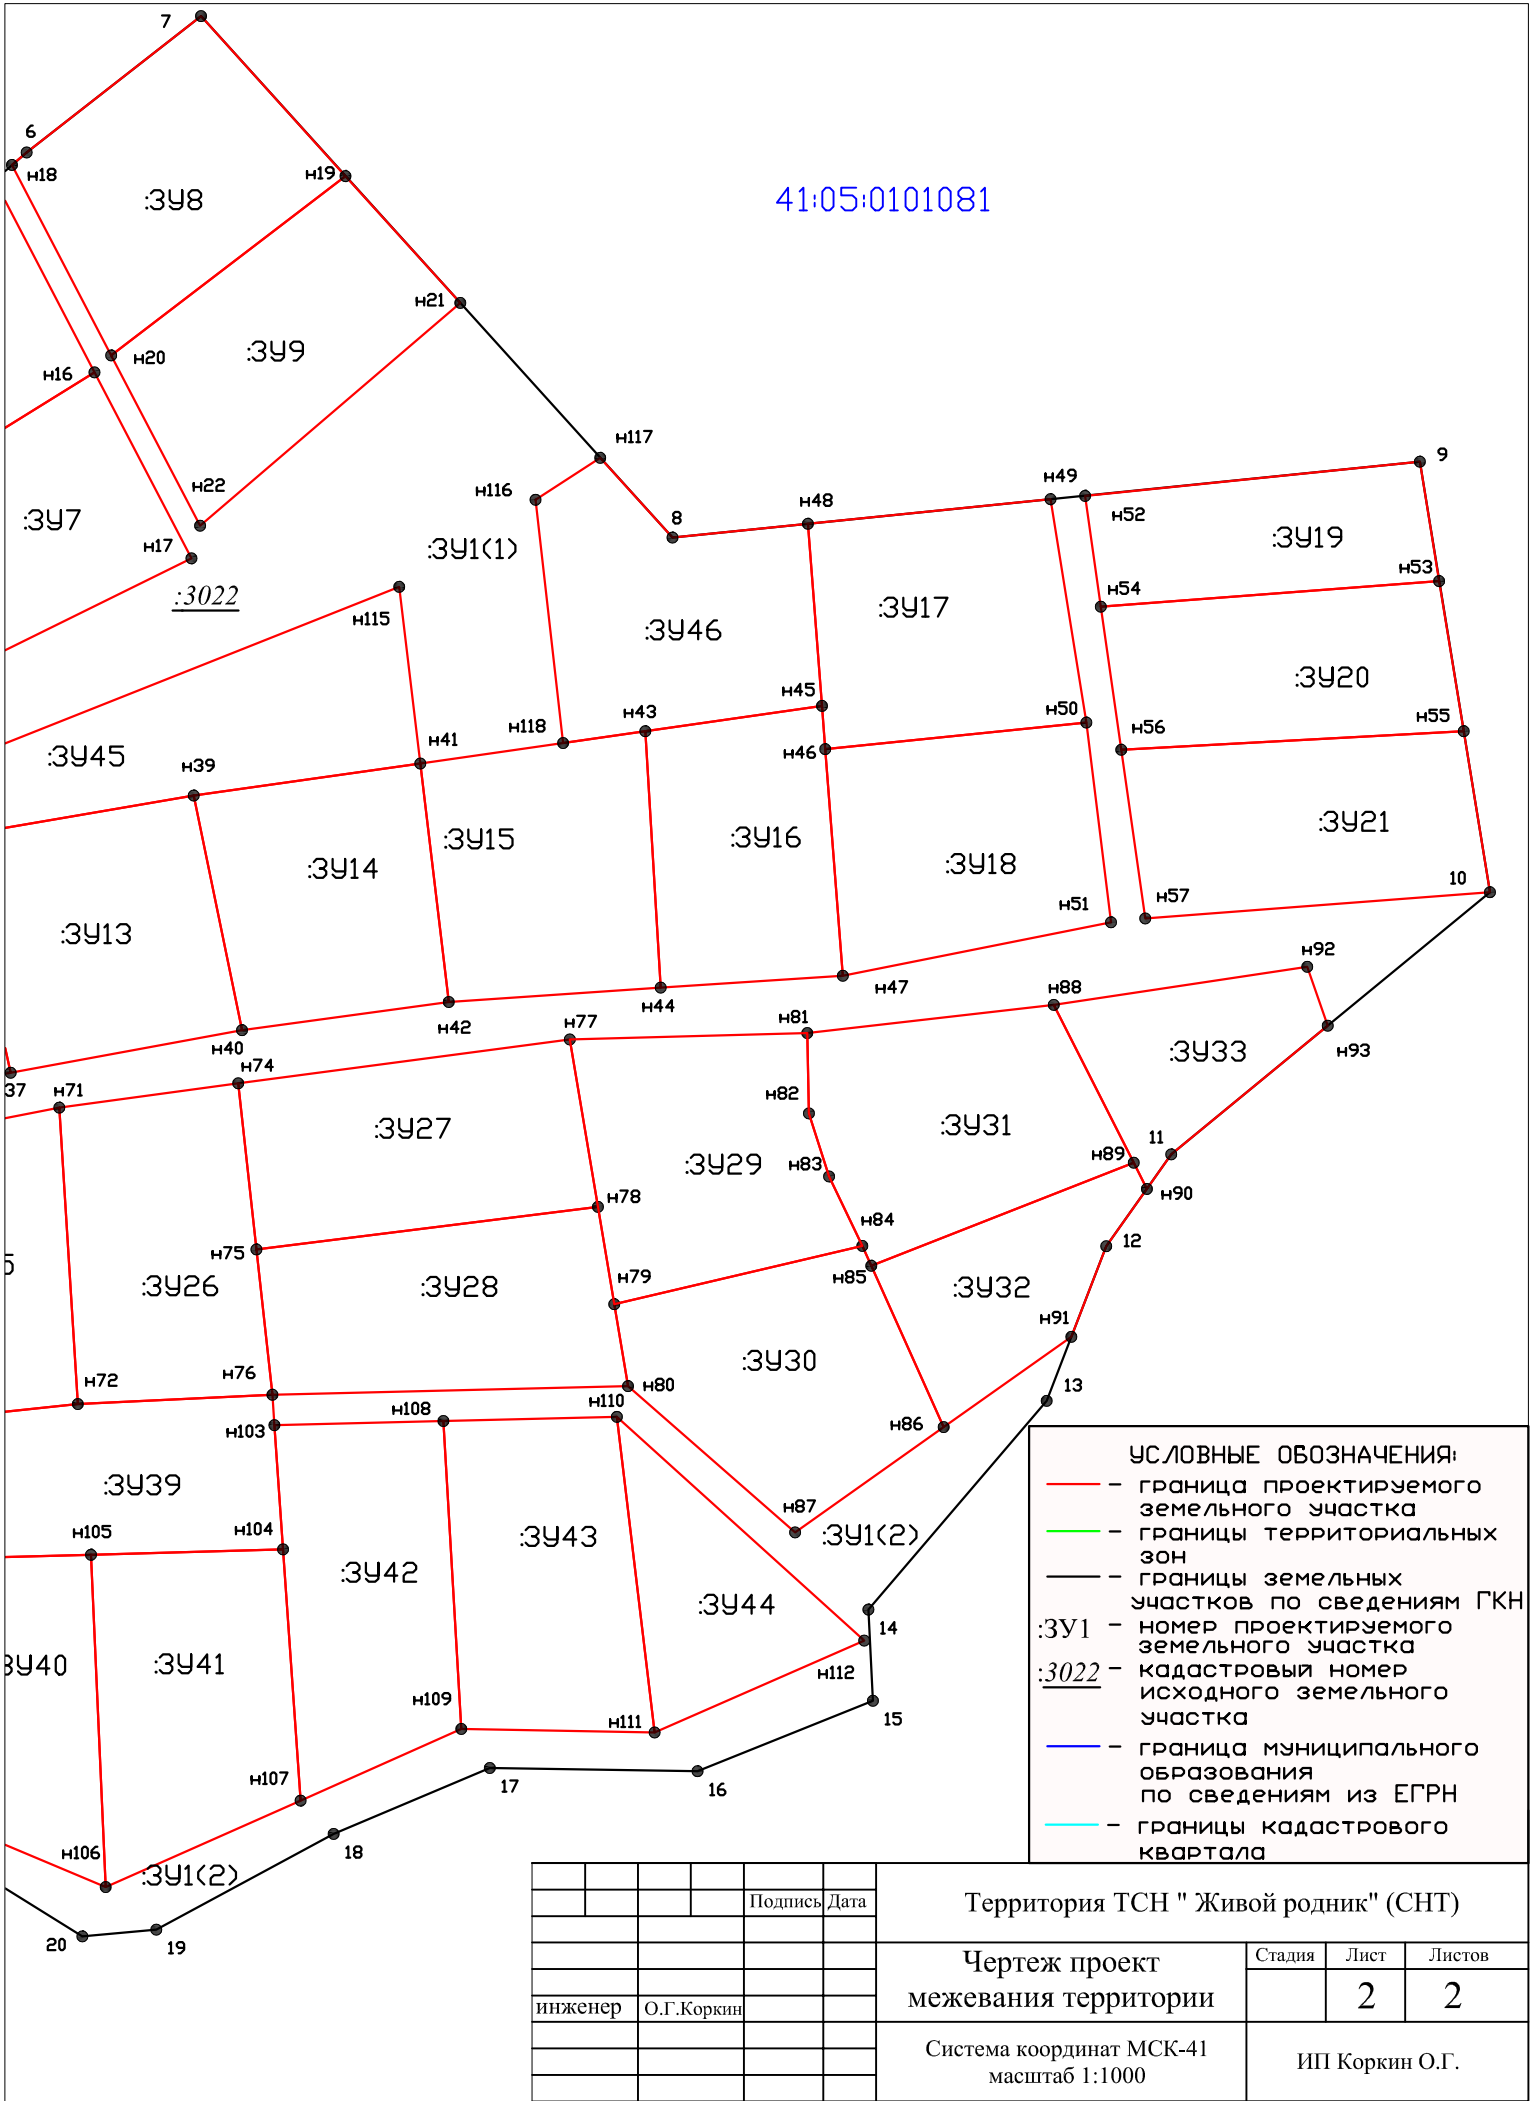 7
6
н18
н19
:ЗУ8
41:05:0101081
н21
н20
:ЗУ9
н16
н117
9
н22
н116
н49
н48
н52
:ЗУ7
8
:ЗУ19
н17
:ЗУ1(1)
н53
:3022
н54
н115
:ЗУ46
:ЗУ17
:ЗУ20
н45
н43
н50
н55
н118
н41
н56
:ЗУ45
н46
н39
:ЗУ21
:ЗУ15
:ЗУ16
:ЗУ14
:ЗУ18
10
н57
н51
:ЗУ13
н92
н47
н44
н88
н42
н81
н77
н40
н93
:ЗУ33
н74
37
н71
н82
:ЗУ27
:ЗУ31
11
н89
:ЗУ29
н83
н90
н78
н84
12
н75
5
н85
:ЗУ26
:ЗУ28
н79
:ЗУ32
н91
:ЗУ30
н76
н80
13
н72
н110
н108
н86
н103
:ЗУ39
н87
:ЗУ1(2)
н105
н104
:ЗУ43
:ЗУ42
:ЗУ44
14
ЗУ40
:ЗУ41
н112
н109
15
н111
н107
17
16
н106
18
:ЗУ1(2)
20
19
УСЛОВНЫЕ ОБОЗНАЧЕНИЯ:
– граница проектируемого
земельного участка
– границы территориальных
зон
– границы земельных
участков по сведениям ГКН
:ЗУ1 – номер проектируемого
земельного участка
:3022 – кадастровый номер
исходного земельного
участка
– граница муниципального
образования
по сведениям из ЕГРН
– границы кадастрового
квартала
Подпись Дата
Территория ТСН " Живой родник" (СНТ)
Чертеж проект
межевания территории
Стадия Лист Листов
2 2
инженер О.Г.Коркин
Система координат МСК-41
масштаб 1:1000
ИП Коркин О.Г.